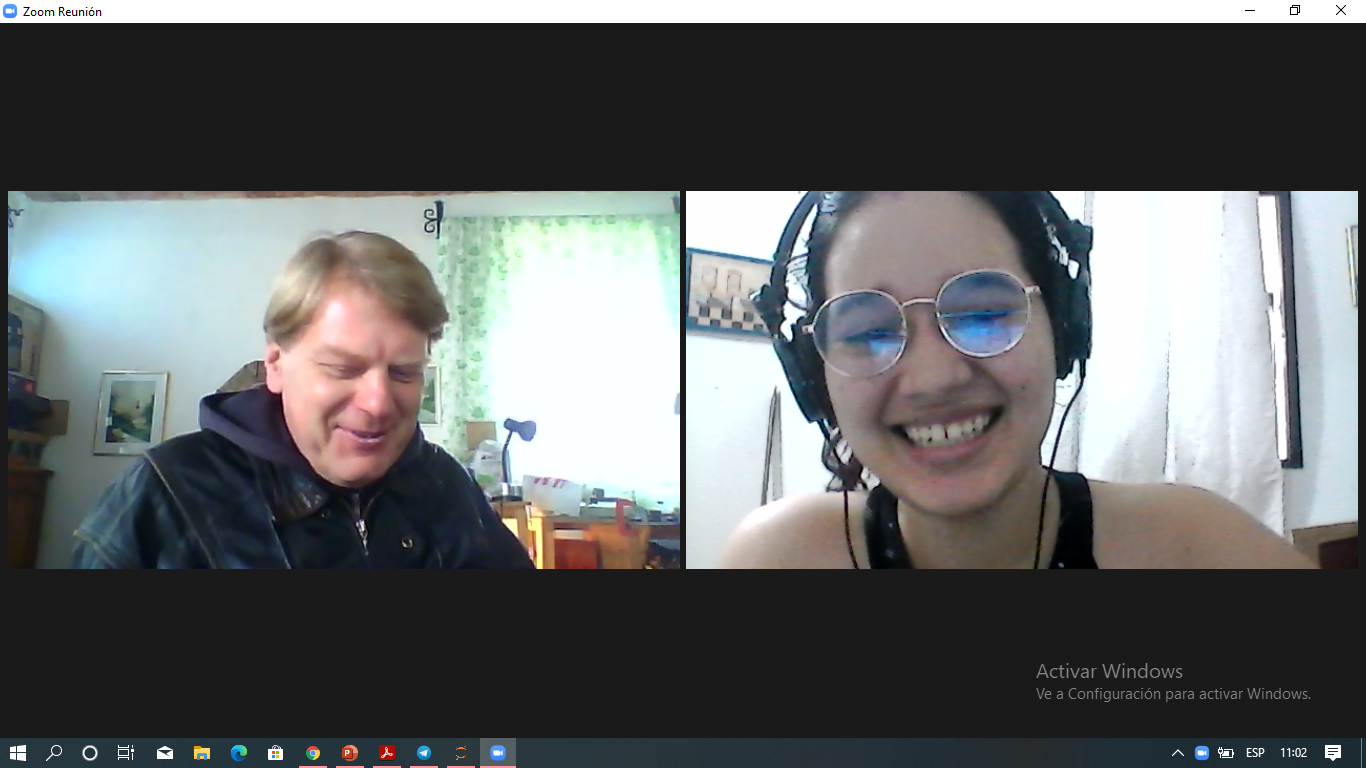 Zoom Reunión
Activar Windows
Ve a Configuración para activar Windows.
ESP
11:02